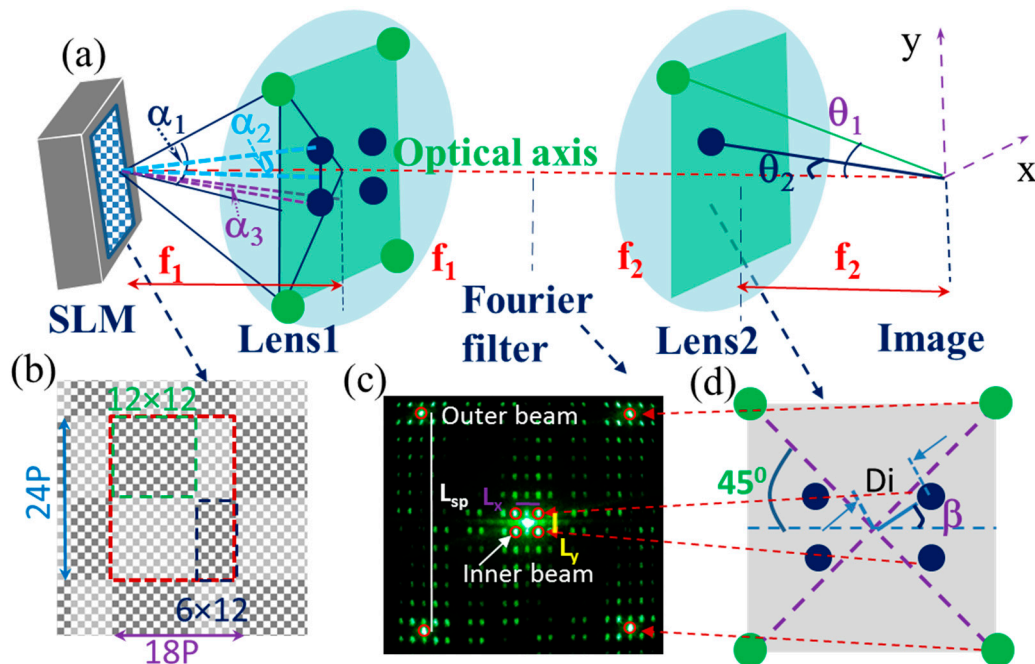 (a)
α1
α2
α3
Optical axis
θ1
θ2
y
x
f1
f1
f2
f2
SLM
Lens1
Fourier
filter
Lens2
Image
(b)
12×12
24P
6×12
18P
(c)
Outer beam
Lsp
Lx
Ly
Inner beam
(d)
45⁰
Di
β